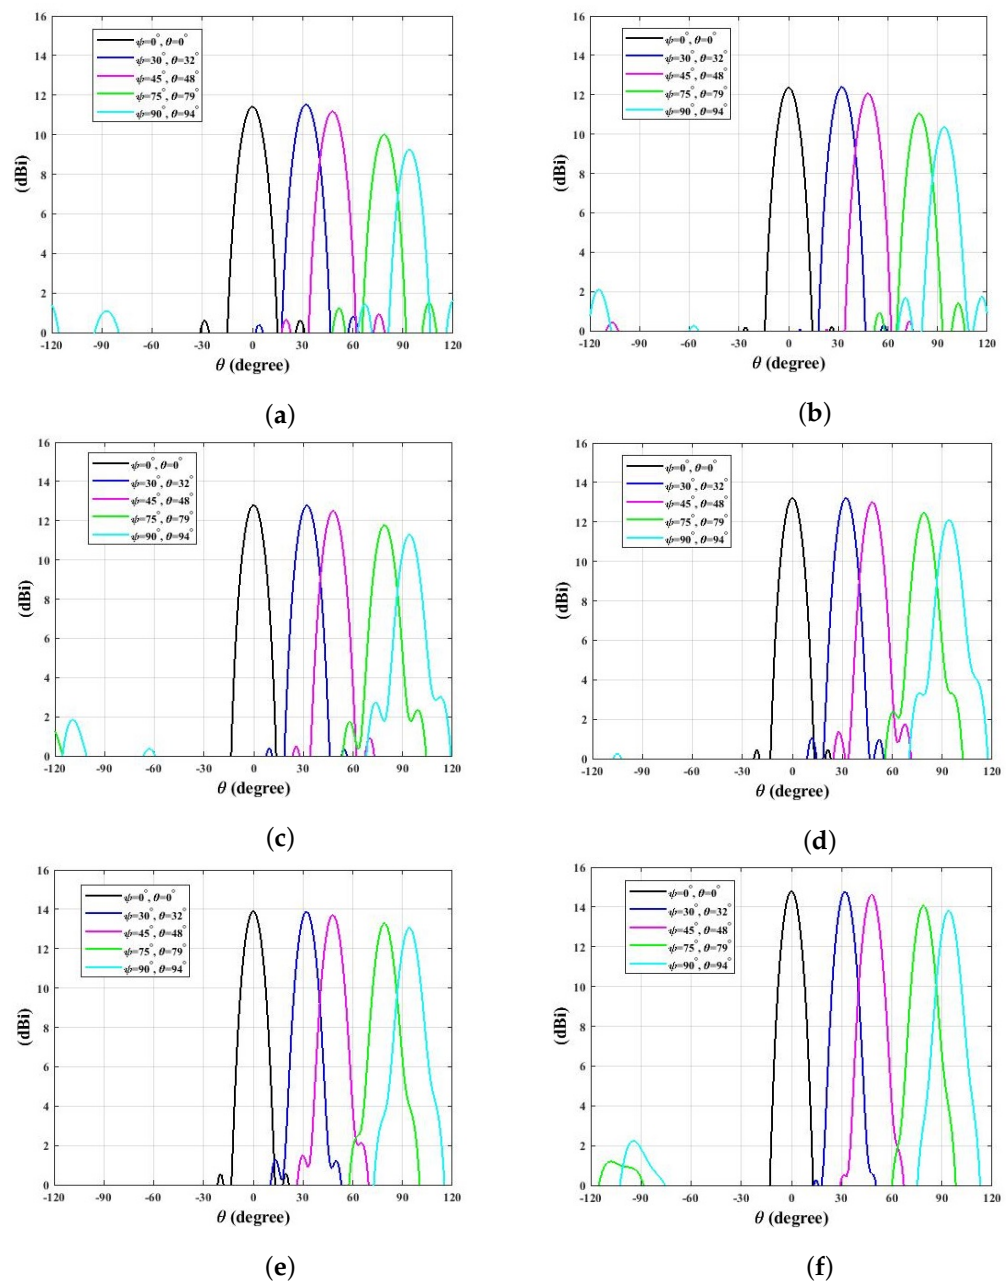 16
14
12
10
8
6
4
2
0
(dBi)
ψ=0°, θ=0°
ψ=30°, θ=32°
ψ=45°, θ=48°
ψ=75°, θ=79°
ψ=90°, θ=94°
-120 -90 -60 -30 0 30 60 90 120
θ (degree)
(a)
16
14
12
10
8
6
4
2
0
(dBi)
ψ=0°, θ=0°
ψ=30°, θ=32°
ψ=45°, θ=48°
ψ=75°, θ=79°
ψ=90°, θ=94°
-120 -90 -60 -30 0 30 60 90 120
θ (degree)
(b)
16
14
12
10
8
6
4
2
0
(dBi)
ψ=0°, θ=0°
ψ=30°, θ=32°
ψ=45°, θ=48°
ψ=75°, θ=79°
ψ=90°, θ=94°
-120 -90 -60 -30 0 30 60 90 120
θ (degree)
(c)
16
14
12
10
8
6
4
2
0
(dBi)
ψ=0°, θ=0°
ψ=30°, θ=32°
ψ=45°, θ=48°
ψ=75°, θ=79°
ψ=90°, θ=94°
-120 -90 -60 -30 0 30 60 90 120
θ (degree)
(d)
16
14
12
10
8
6
4
2
0
(dBi)
ψ=0°, θ=0°
ψ=30°, θ=32°
ψ=45°, θ=48°
ψ=75°, θ=79°
ψ=90°, θ=94°
-120 -90 -60 -30 0 30 60 90 120
θ (degree)
(e)
16
14
12
10
8
6
4
2
0
(dBi)
ψ=0°, θ=0°
ψ=30°, θ=32°
ψ=45°, θ=48°
ψ=75°, θ=79°
ψ=90°, θ=94°
-120 -90 -60 -30 0 30 60 90 120
θ (degree)
(f)